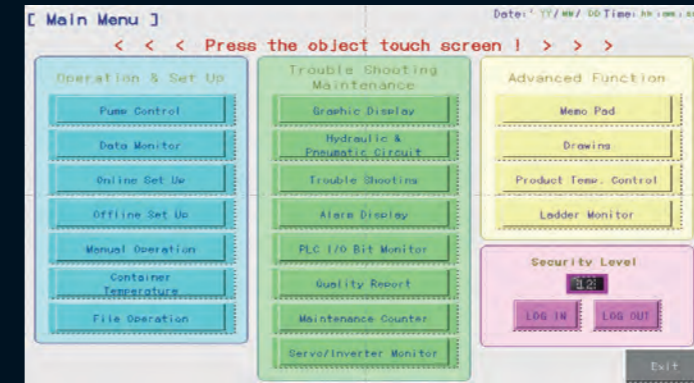 [ Main Menu ]
Date:' YY/MM/ DD Time: hh :mm :
< < < Press the object touch screen ! > > >
Operation & Set Up
Pump Control
Data Monitor
Online Set Up
Offline Set Up
Manual Operation
Container
Temperature
File Operation
Trouble Shooting
Maintenance
Graphic Display
Hydraulic &
Pneumatic Circuit
Trouble Shooting
Alarm Display
PLC I/O Bit Monitor
Quality Report
Maintenance Counter
Servo/Inverter Monitor
Advanced Function
Memo Pad
Drawing
Product Temp. Control
Ladder Monitor
Security Level
12
LOG IN
LOG OUT
Exit